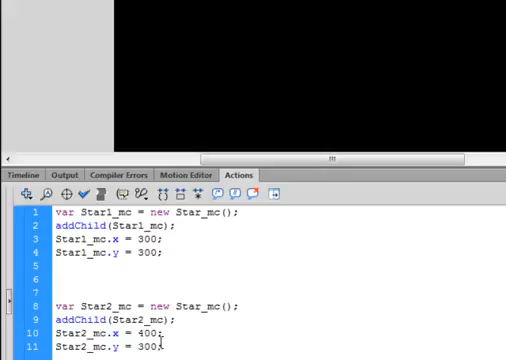 Timeline Output Compiler Errors Motion Editor Actions
1 var Star1_mc = new Star_mc();
2 addChild(Star1_mc);
3 Star1_mc.x = 300;
4 Star1_mc.y = 300;
5
6
7
8 var Star2_mc = new Star_mc();
9 addChild(Star2_mc);
10 Star2_mc.x = 400;
11 Star2_mc.y = 300;